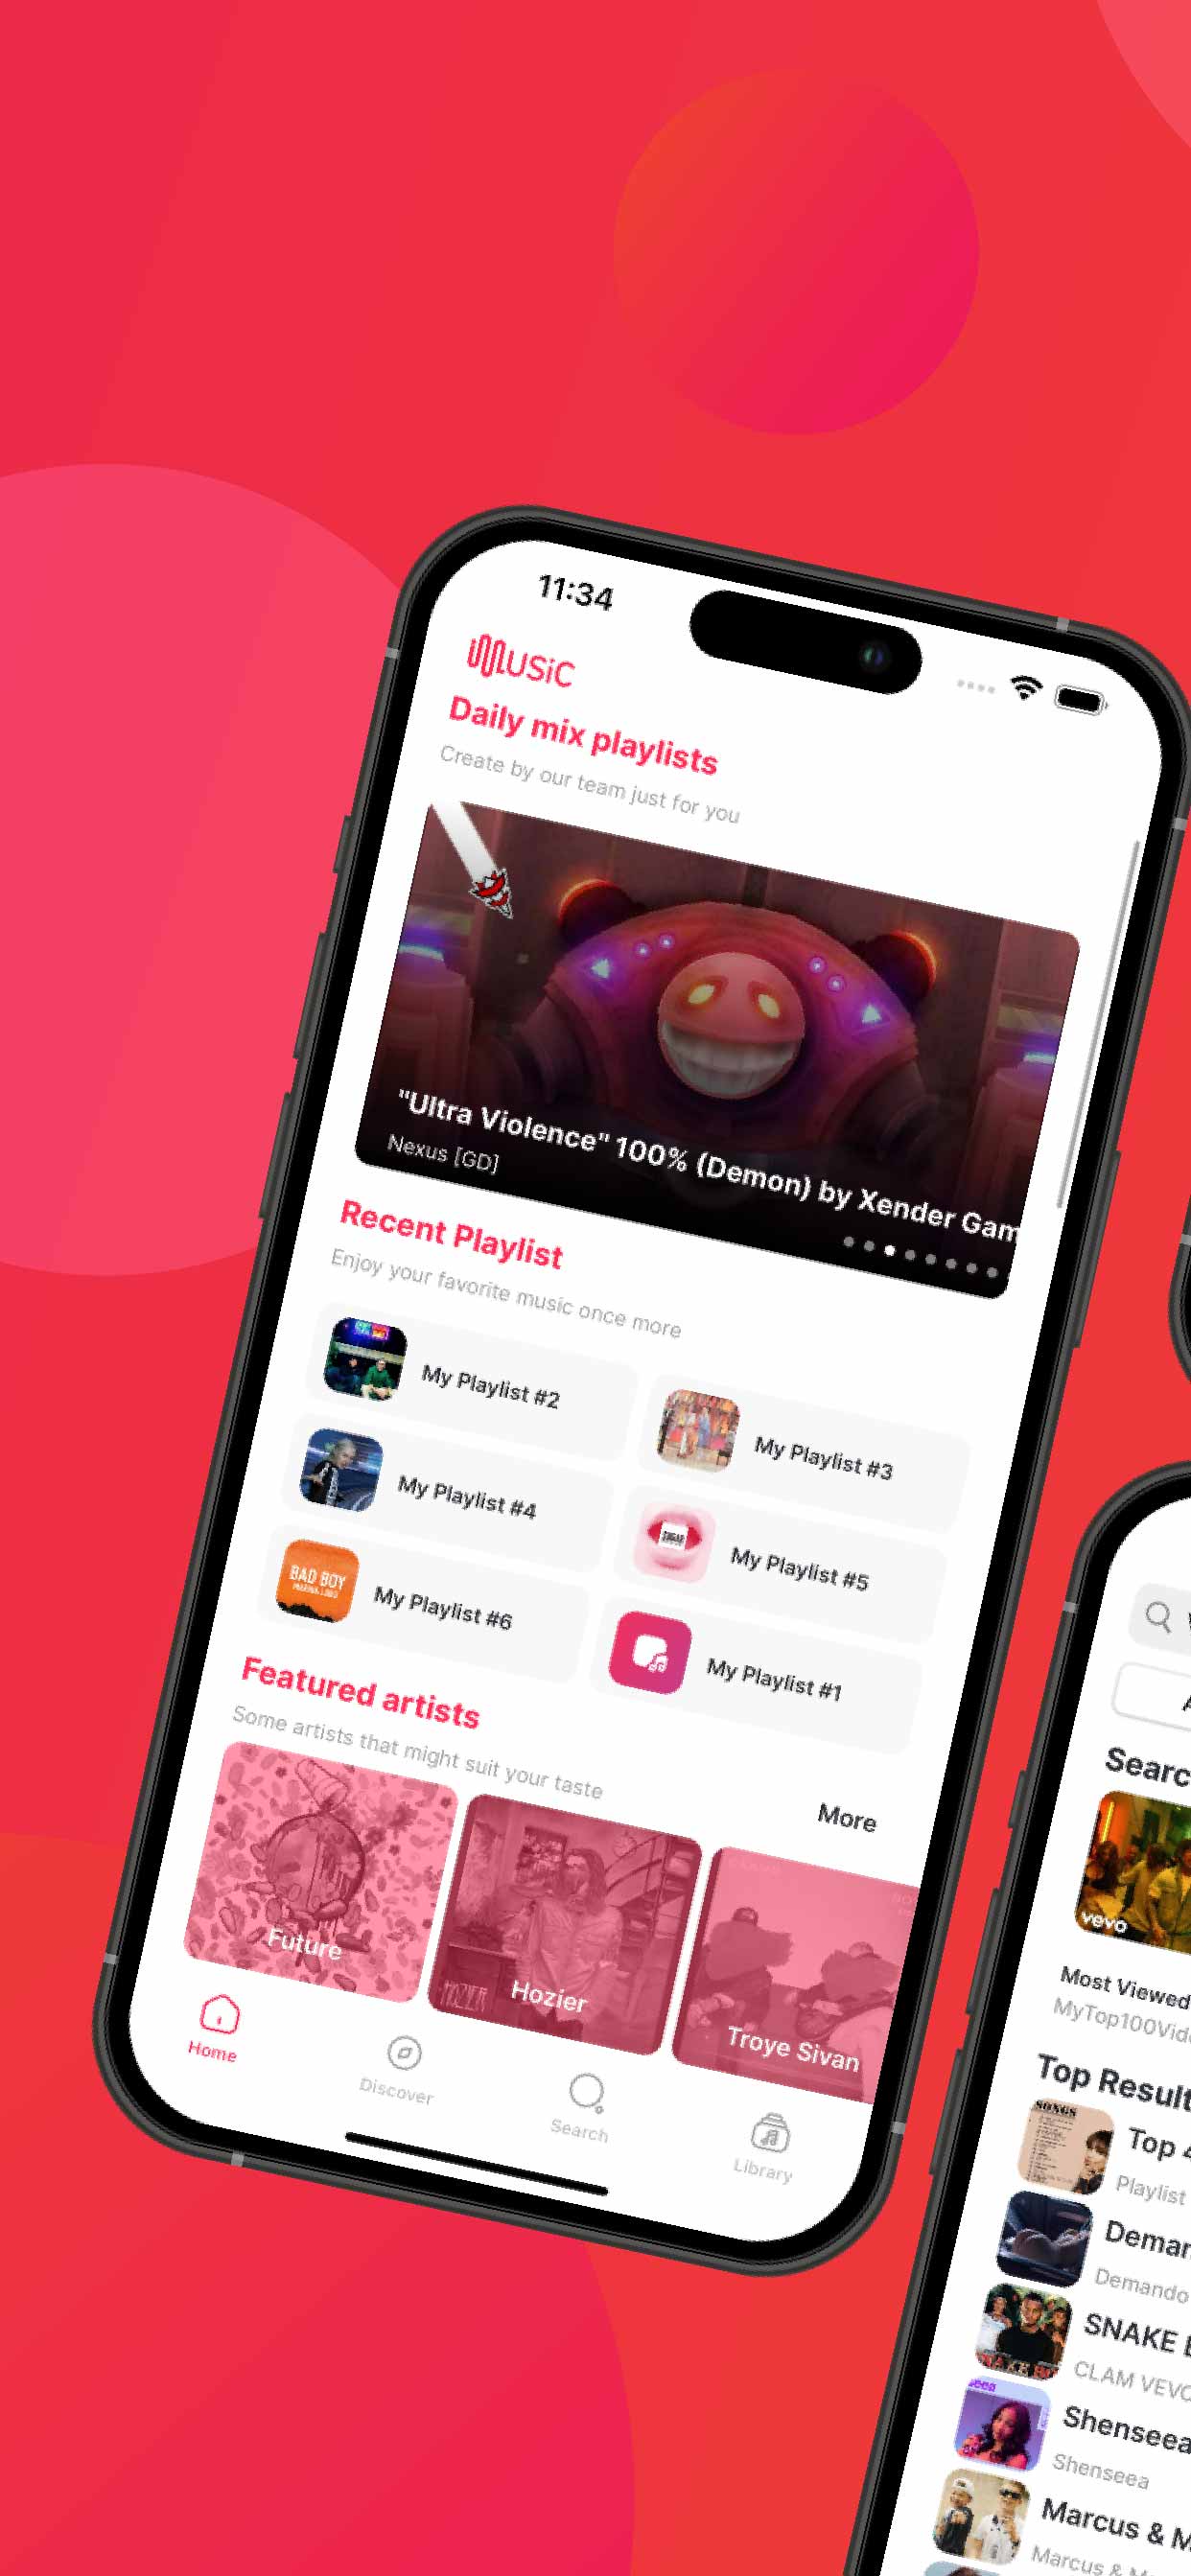 11:34
MUSiC
Daily mix playlists
Create by our team just for you
"Ultra Violence" 100% (Demon) by Xender Gam
Nexus [GD]
Recent Playlist
Enjoy your favorite music once more
My Playlist #2
My Playlist #3
My Playlist #4
SUGAR
My Playlist #5
BAD BOY
My Playlist #6
My Playlist #1
Featured artists
Some artists that might suit your taste
More
Future
HOZIER
Hozier
Troye Sivan
Home
Discover
Search
Library
Searc
vevo
Most Viewed
MyTop100Vid
Top Result
SONGS
Top 4
Playlist
Deman
Demando
SNAKE
CLAM VEVO
Shenseea
Shenseea
Marcus & M
Marcus & M